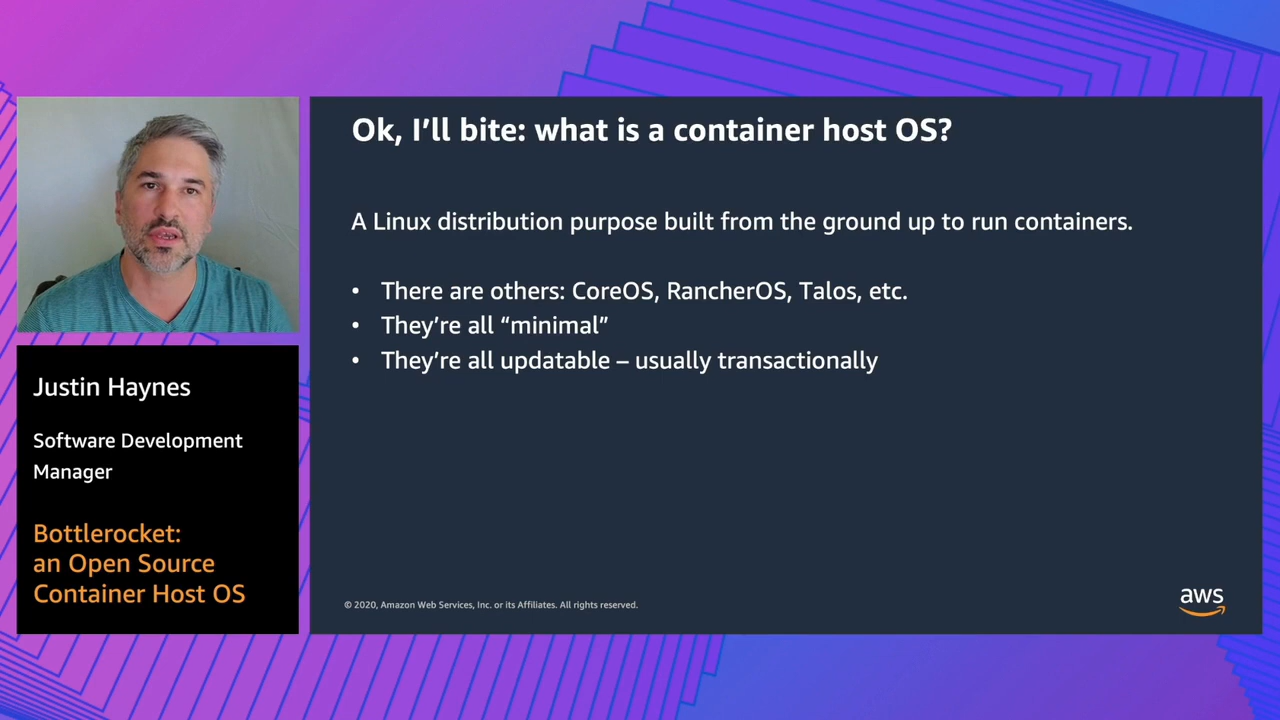 Ok, I’ll bite: what is a container host OS?
A Linux distribution purpose built from the ground up to run containers.
• There are others: CoreOS, RancherOS, Talos, etc.
• They’re all “minimal”
• They’re all updatable – usually transactionally
Justin Haynes
Software Development
Manager
Bottlerocket:
an Open Source
Container Host OS
© 2020, Amazon Web Services, Inc. or its Affiliates. All rights reserved.
aws